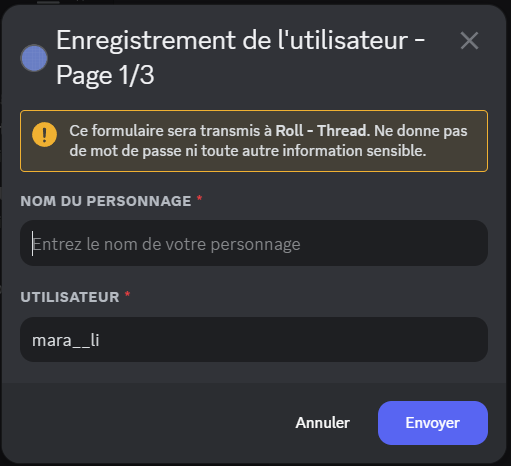 Enregistrement de l'utilisateur -
Page 1/3
Ce formulaire sera transmis à Roll - Thread. Ne donne pas
de mot de passe ni toute autre information sensible.
NOM DU PERSONNAGE *
Entrez le nom de votre personnage
UTILISATEUR *
mara__li
Annuler
Envoyer